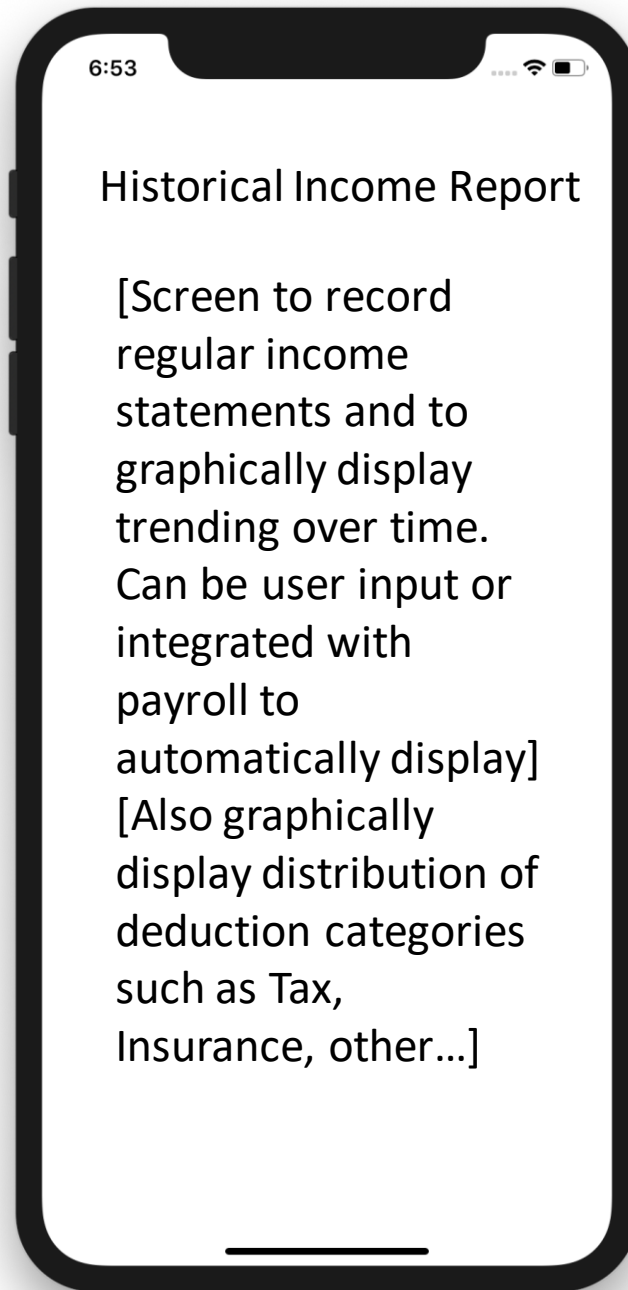 6:53
Historical Income Report
[Screen to record
regular income
statements and to
graphically display
trending over time.
Can be user input or
integrated with
payroll to
automatically display]
[Also graphically
display distribution of
deduction categories
such as Tax,
Insurance, other…]